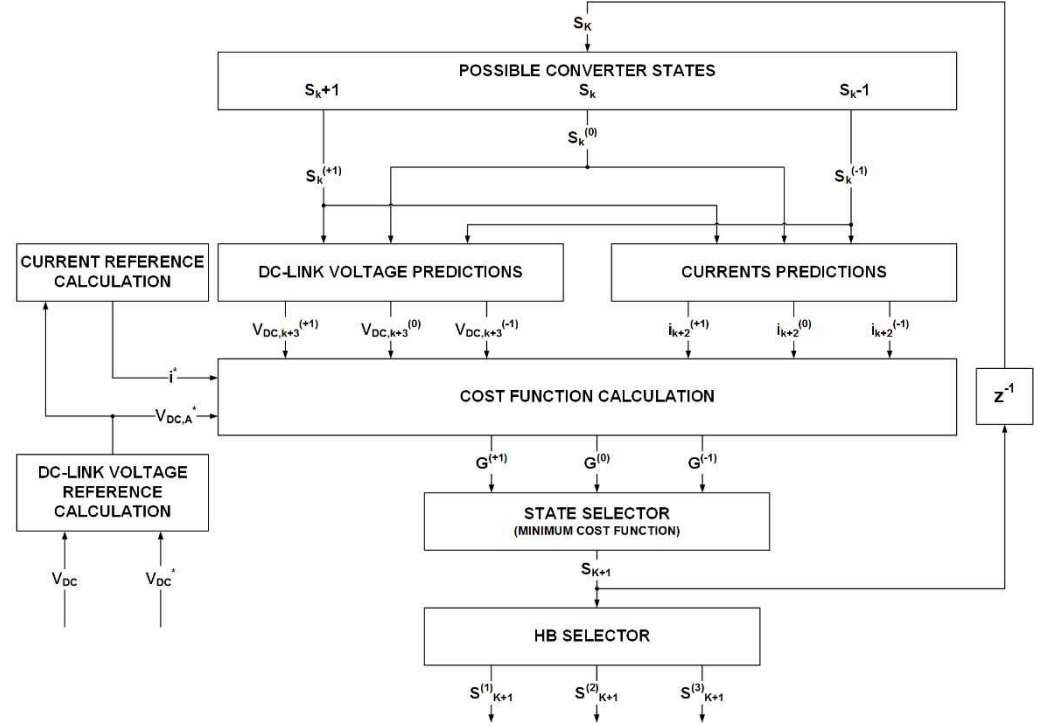 S_K
POSSIBLE CONVERTER STATES
S_k+1 S_k S_k-1
S_k^(0)
S_k^(+1) S_k^(-1)
CURRENT REFERENCE
CALCULATION
DC-LINK VOLTAGE PREDICTIONS
CURRENTS PREDICTIONS
V_DC,k+3^(+1) V_DC,k+3^(0) V_DC,k+3^(-1) i_k+2^(+1) i_k+2^(0) i_k+2^(-1)
i^*
COST FUNCTION CALCULATION
z^-1
V_DC,A^*
G^(+1) G^(0) G^(-1)
DC-LINK VOLTAGE
REFERENCE
CALCULATION
STATE SELECTOR
(MINIMUM COST FUNCTION)
V_DC V_DC^*
S_K+1
HB SELECTOR
S^(1)_K+1 S^(2)_K+1 S^(3)_K+1